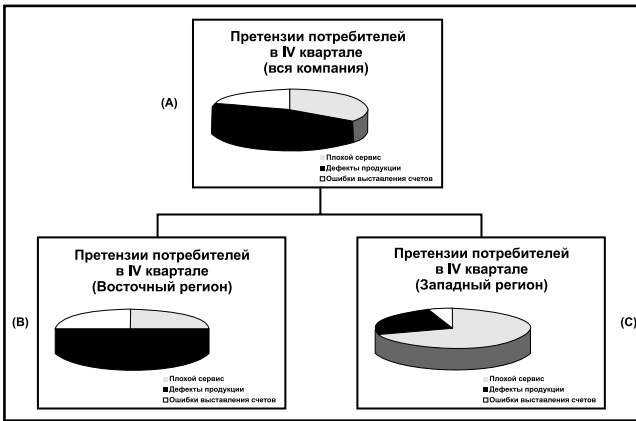 Претензии потребителей
в IV квартале
(вся компания)
(A)
Плохой сервис
Дефекты продукции
Ошибки выставления счетов
Претензии потребителей
в IV квартале
(Восточный регион)
(B)
Плохой сервис
Дефекты продукции
Ошибки выставления счетов
Претензии потребителей
в IV квартале
(Западный регион)
(C)
Плохой сервис
Дефекты продукции
Ошибки выставления счетов